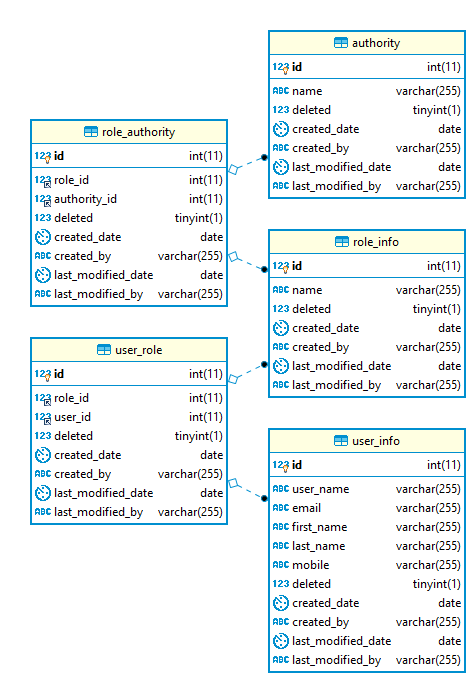 authority
123 id int(11)
ABC name varchar(255)
123 deleted tinyint(1)
created_date date
ABC created_by varchar(255)
last_modified_date date
ABC last_modified_by varchar(255)
role_authority
123 id int(11)
123 role_id int(11)
123 authority_id int(11)
123 deleted tinyint(1)
created_date date
ABC created_by varchar(255)
last_modified_date date
ABC last_modified_by varchar(255)
role_info
123 id int(11)
ABC name varchar(255)
123 deleted tinyint(1)
created_date date
ABC created_by varchar(255)
last_modified_date date
ABC last_modified_by varchar(255)
user_role
123 id int(11)
123 role_id int(11)
123 user_id int(11)
123 deleted tinyint(1)
created_date date
ABC created_by varchar(255)
last_modified_date date
ABC last_modified_by varchar(255)
user_info
123 id int(11)
ABC user_name varchar(255)
ABC email varchar(255)
ABC first_name varchar(255)
ABC last_name varchar(255)
ABC mobile varchar(255)
123 deleted tinyint(1)
created_date date
ABC created_by varchar(255)
last_modified_date date
ABC last_modified_by varchar(255)